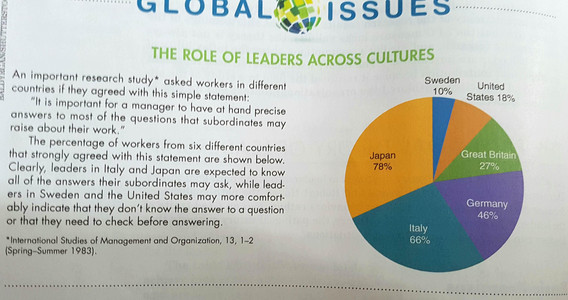 GLOBAL ISSUES
THE ROLE OF LEADERS ACROSS CULTURES
An important research study* asked workers in different
countries if they agreed with this simple statement:
"It is important for a manager to have at hand precise
answers to most of the questions that subordinates may
raise about their work."
The percentage of workers from six different countries
that strongly agreed with this statement are shown below.
Clearly, leaders in Italy and Japan are expected to know
all of the answers their subordinates may ask, while lead-
ers in Sweden and the United States may more comfort-
ably indicate that they don't know the answer to a question
or that they need to check before answering.
*International Studies of Management and Organization, 13, 1–2
(Spring–Summer 1983).
Sweden
10%
United
States 18%
Great Britain
27%
Germany
46%
Italy
66%
Japan
78%